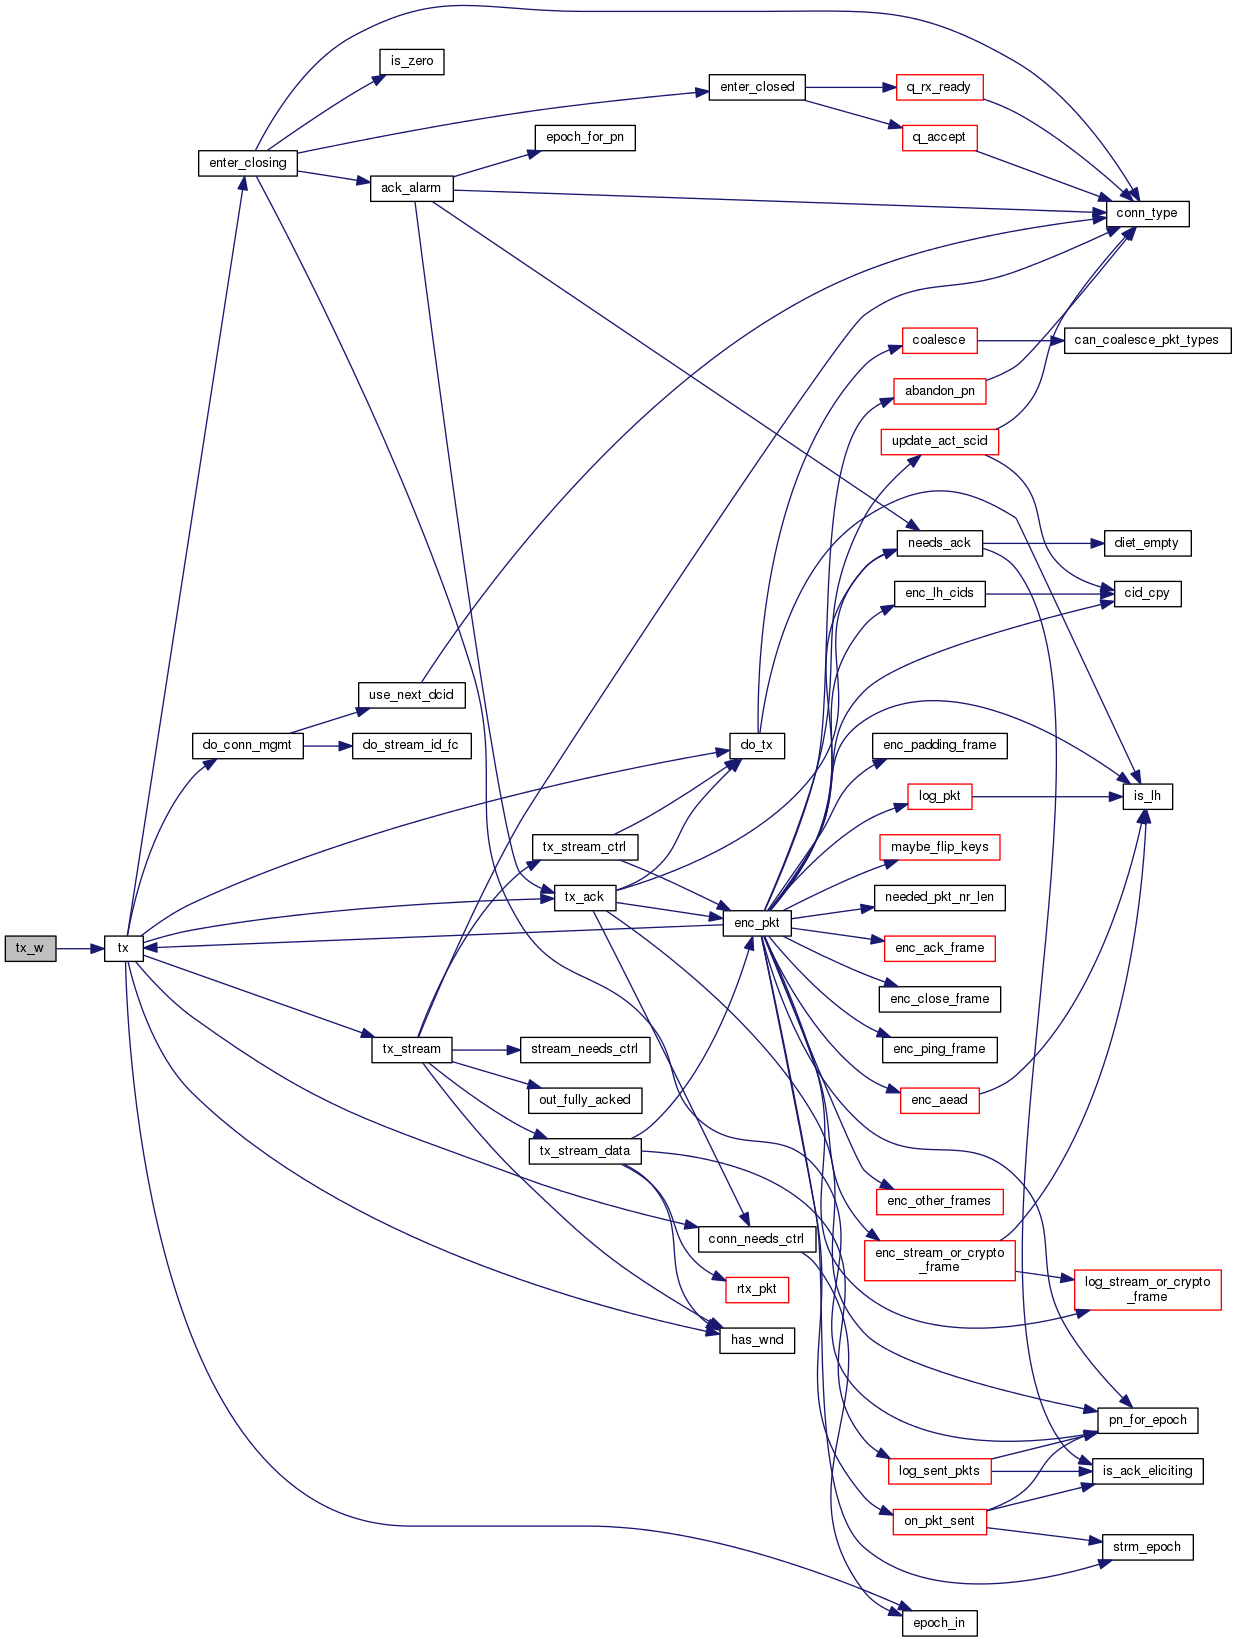 is_zero
enter_closed
q_rx_ready
epoch_for_pn
q_accept
enter_closing
ack_alarm
conn_type
coalesce
can_coalesce_pkt_types
abandon_pn
update_act_scid
needs_ack
diet_empty
enc_lh_cids
cid_cpy
use_next_dcid
do_conn_mgmt
do_stream_id_fc
do_tx
enc_padding_frame
log_pkt
is_lh
tx_stream_ctrl
maybe_flip_keys
tx_ack
needed_pkt_nr_len
enc_pkt
tx_w
tx
enc_ack_frame
enc_close_frame
tx_stream
stream_needs_ctrl
enc_ping_frame
out_fully_acked
enc_aead
tx_stream_data
enc_other_frames
conn_needs_ctrl
enc_stream_or_crypto
_frame
rtx_pkt
log_stream_or_crypto
_frame
has_wnd
pn_for_epoch
log_sent_pkts
is_ack_eliciting
on_pkt_sent
strm_epoch
epoch_in